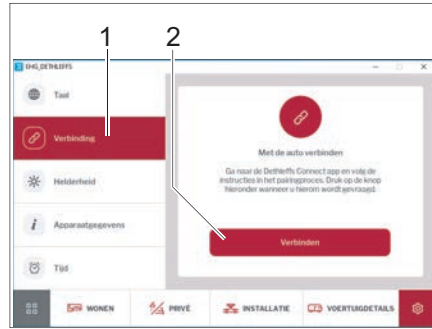 1
2
ENG_DETHLEFFS
Taal
Verbinding
Helderheid
Apparaatgegevens
Tijd
Met de auto verbinden
Ga naar de Dethleffs Connect app en volg de
instructies in het pairingproces. Druk op de knop
hieronder wanneer u hierom wordt gevraagd.
Verbinden
WONEN
PRIVÉ
INSTALLATIE
VOERTUIGDETAILS